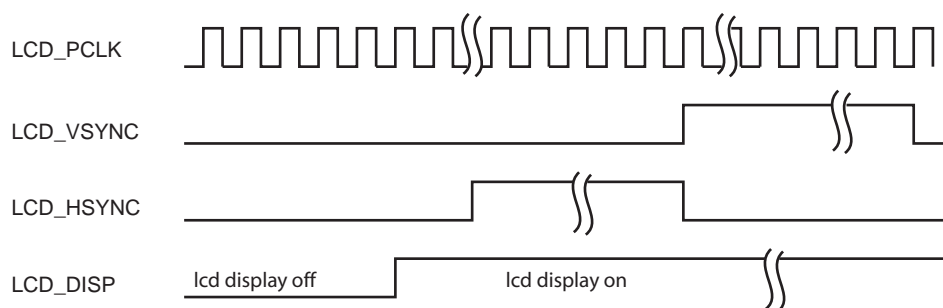 LCD_PCLK
LCD_VSYNC
LCD_HSYNC
LCD_DISP
lcd display off
lcd display on